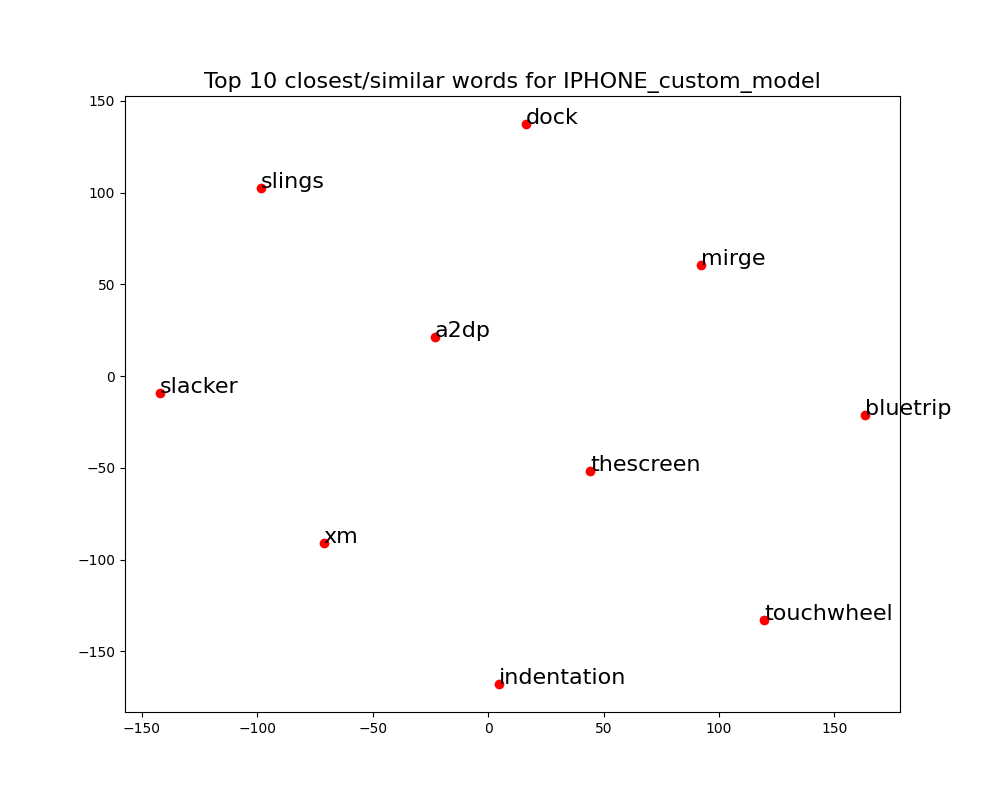 Top 10 closest/similar words for IPHONE_custom_model
150
dock
slings
100
mirge
50
a2dp
0
slacker
bluetrip
−50
thescreen
xm
−100
touchwheel
−150
indentation
−150 −100 −50 0 50 100 150